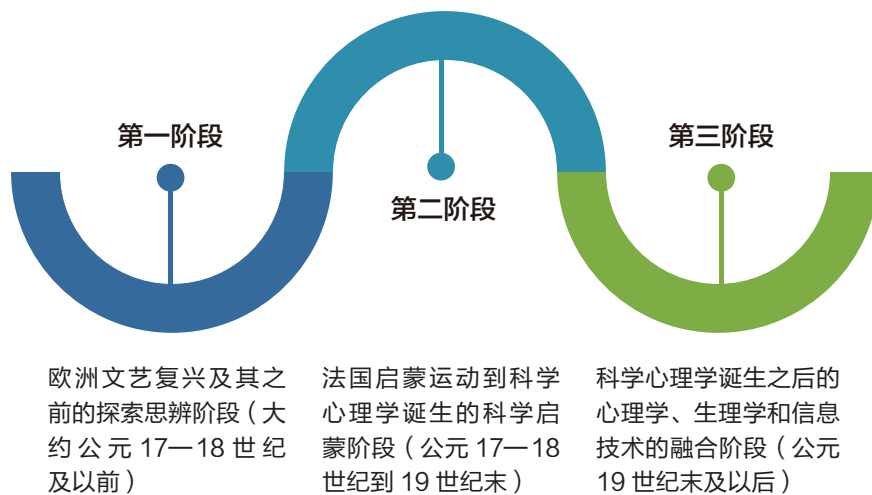 第一阶段
第二阶段
第三阶段
欧洲文艺复兴及其之
前的探索思辨阶段（大
约公元 17—18 世纪
及以前）
法国启蒙运动到科学
心理学诞生的科学启
蒙阶段（公元 17—18
世纪到 19 世纪末）
科学心理学诞生之后的
心理学、生理学和信息
技术的融合阶段（公元
19 世纪末及以后）